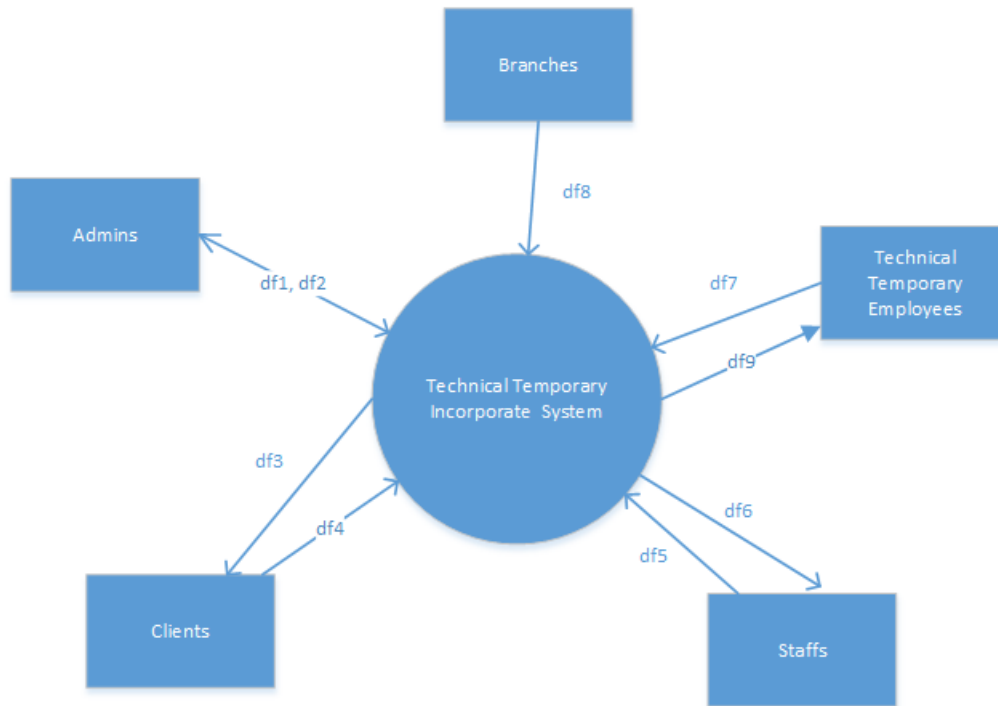 Branches
df8
Admins
df1, df2
Technical
Temporary
Employees
df7
df9
Technical Temporary
Incorporate System
df3
df4
df6
df5
Clients
Staffs